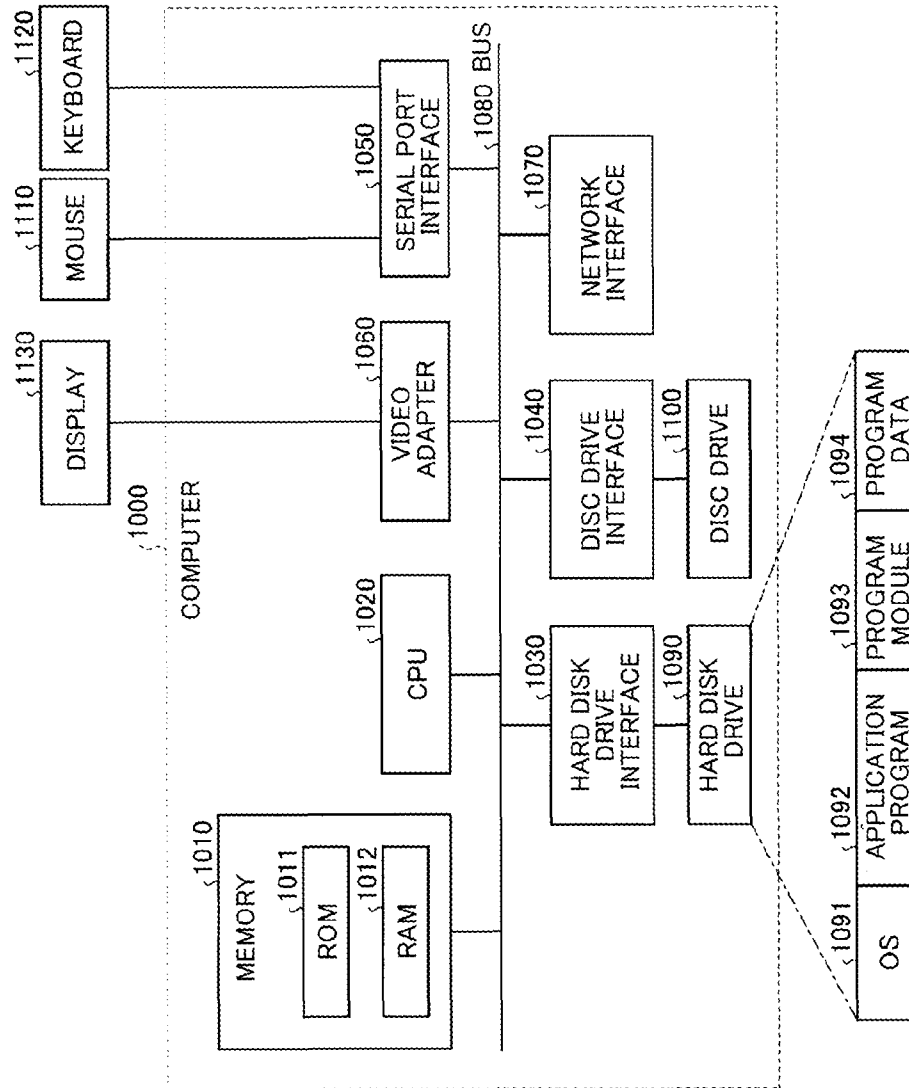 1130
DISPLAY
1110
MOUSE
1120
KEYBOARD
1000
COMPUTER
1010
MEMORY
1011
ROM
1012
RAM
1020
CPU
1060
VIDEO
ADAPTER
1050
SERIAL PORT
INTERFACE
1080 BUS
1030
HARD DISK
DRIVE
INTERFACE
1040
DISC DRIVE
INTERFACE
1070
NETWORK
INTERFACE
1090
HARD DISK
DRIVE
1100
DISC DRIVE
1091
OS
1092
APPLICATION
PROGRAM
1093
PROGRAM
MODULE
1094
PROGRAM
DATA